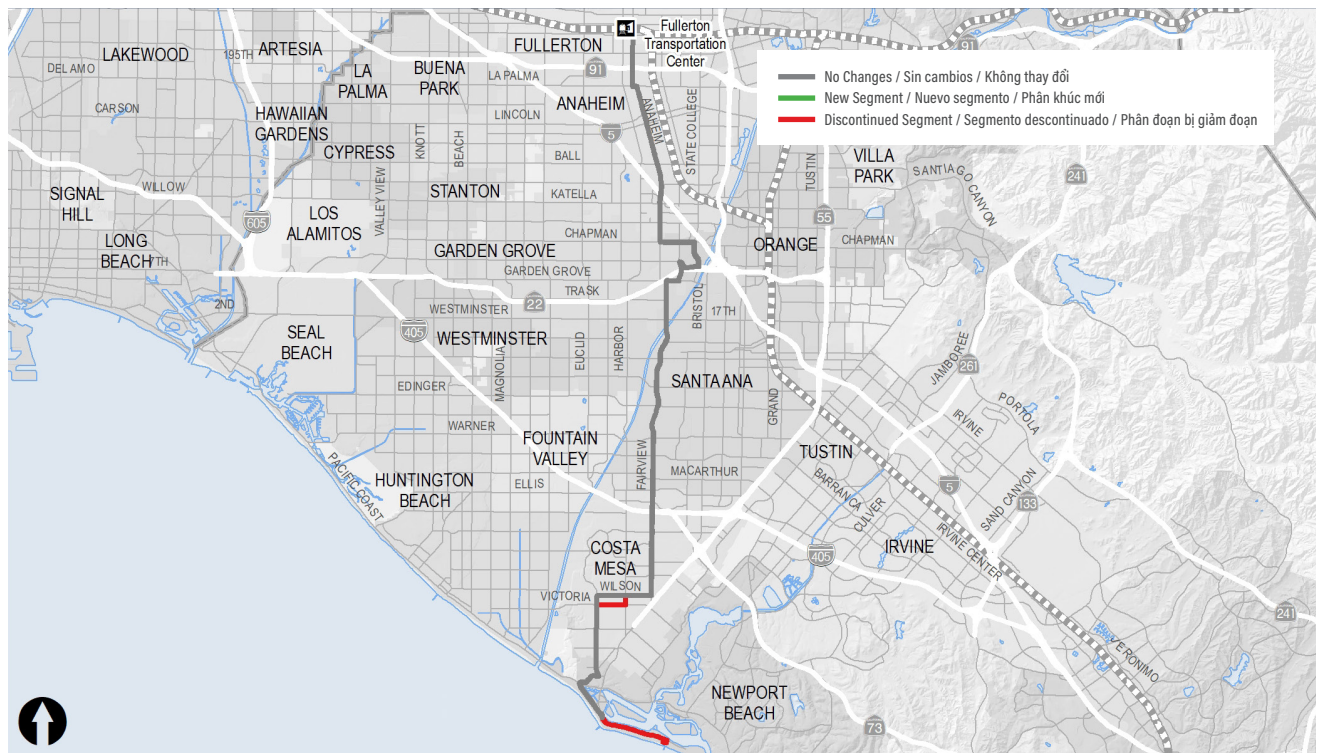 Fullerton
Transportation
Center
No Changes / Sin cambios / Không thay đổi
New Segment / Nuevo segmento / Phân khúc mới
Discontinued Segment / Segmento descontinuado / Phân đoạn bị giảm đoạn
LAKEWOOD
195TH
ARTESIA
FULLERTON
91
DEL AMO
LA
PALMA
BUENA
PARK
LA PALMA
91
CARSON
HAWAIIAN
GARDENS
LINCOLN
ANAHEIM
ANAHEIM
STATE COLLEGE
5
CYPRESS
KNOTT
BEACH
BALL
TUSTIN
VILLA
PARK
SANTIAGO CANYON
241
SIGNAL
HILL
WILLOW
STANTON
KATELLA
VALLEY VIEW
605
LOS
ALAMITOS
55
LONG
BEACH
7TH
CHAPMAN
ORANGE
CHAPMAN
GARDEN GROVE
GARDEN GROVE
TRASK
2ND
22
BRISTOL
17TH
WESTMINSTER
SEAL
BEACH
405
WESTMINSTER
MAGNOLIA
EUCLID
HARBOR
JAMBOREE
261
EDINGER
SANTA ANA
GRAND
PORTOLA
WARNER
IRVINE
FOUNTAIN
VALLEY
FAIRVIEW
TUSTIN
PACIFIC COAST
HUNTINGTON
BEACH
ELLIS
MACARTHUR
BARRANCA
CULVER
5
SAND CANYON
133
IRVINE CENTER
COSTA
MESA
IRVINE
405
WILSON
VICTORIA
241
VERONIMO
NEWPORT
BEACH
73